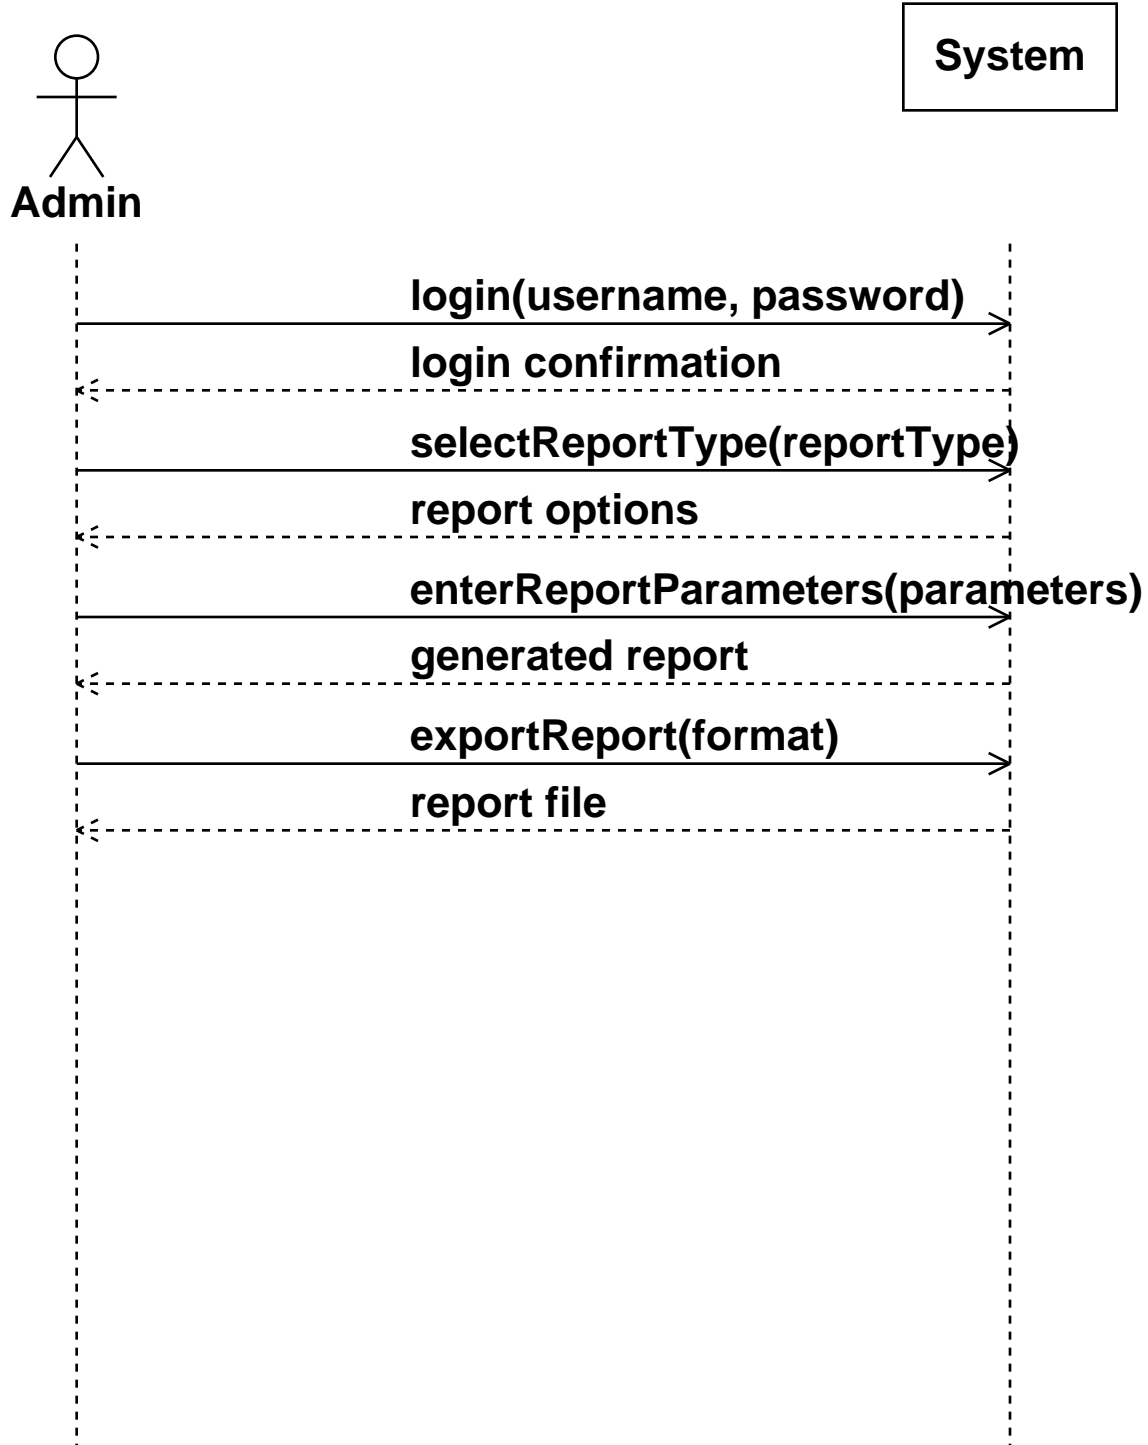 System
Admin
login(username, password)
login confirmation
selectReportType(reportType)
report options
enterReportParameters(parameters)
generated report
exportReport(format)
report file